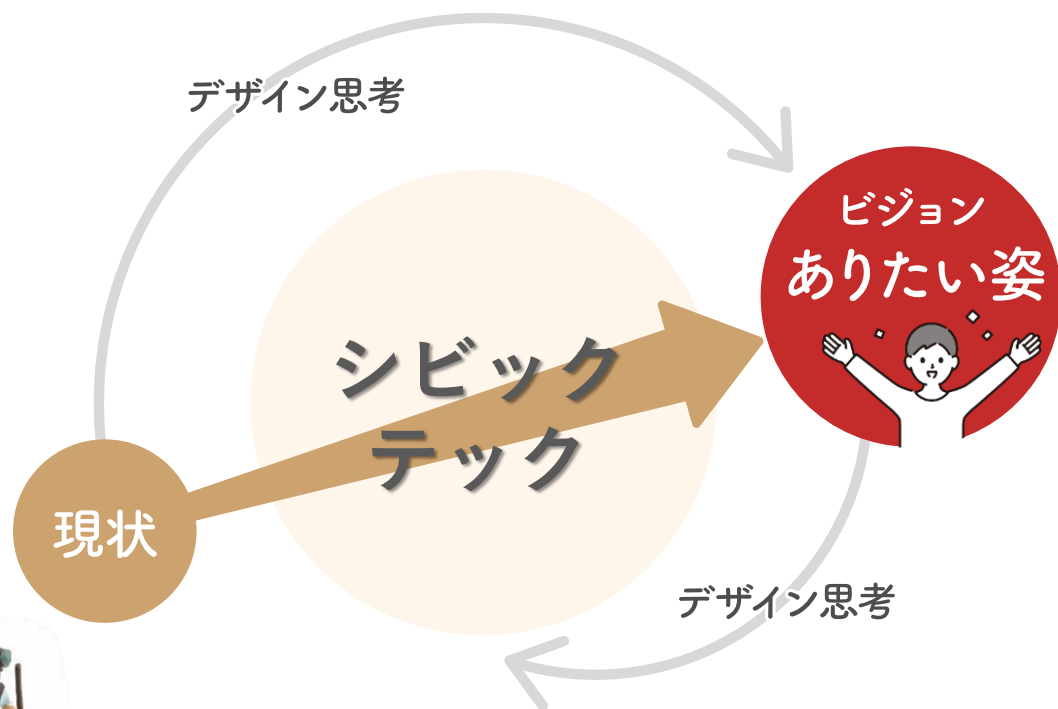 デザイン思考
ビジョン
ありたい姿
シビック
テック
現状
デザイン思考